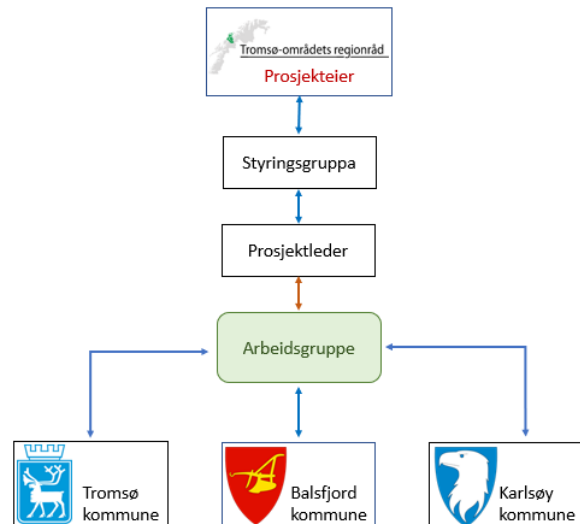 Tromsø-områdets regionråd
Prosjekteier
Styringsgruppa
Prosjektleder
Arbeidsgruppe
Tromsø
kommune
Balsfjord
kommune
Karlsøy
kommune